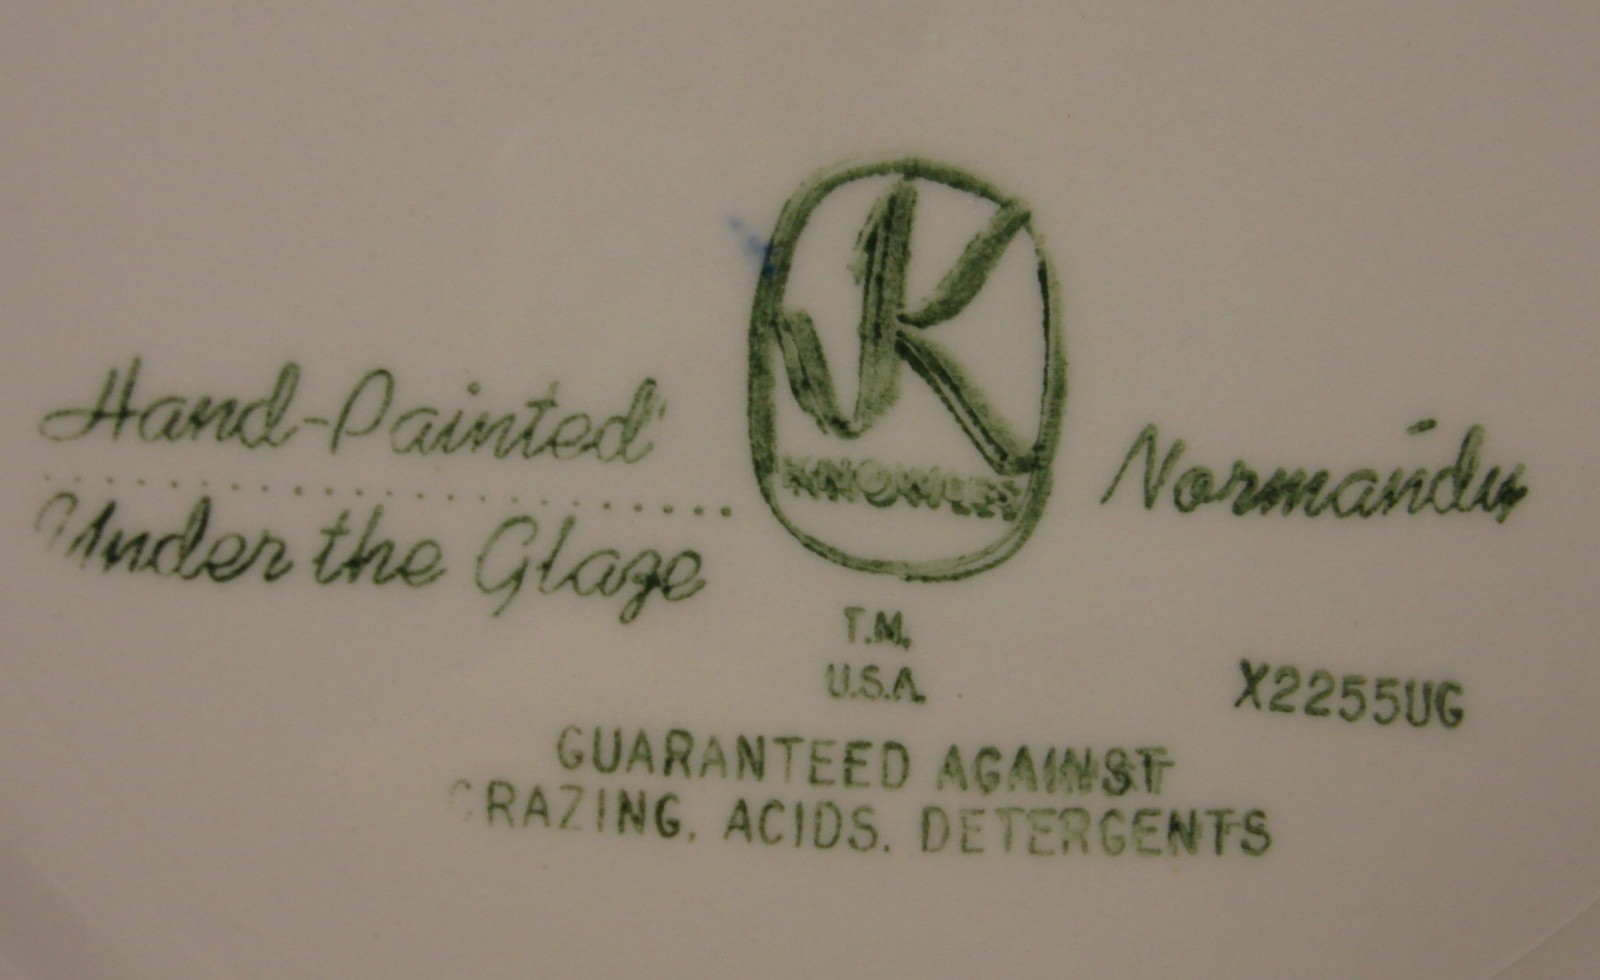 Hand-Painted
Under the Glaze
K
KNOWLES
Normandy
T.M.
U.S.A.
X2255UG
GUARANTEED AGAINST
CRAZING, ACIDS, DETERGENTS